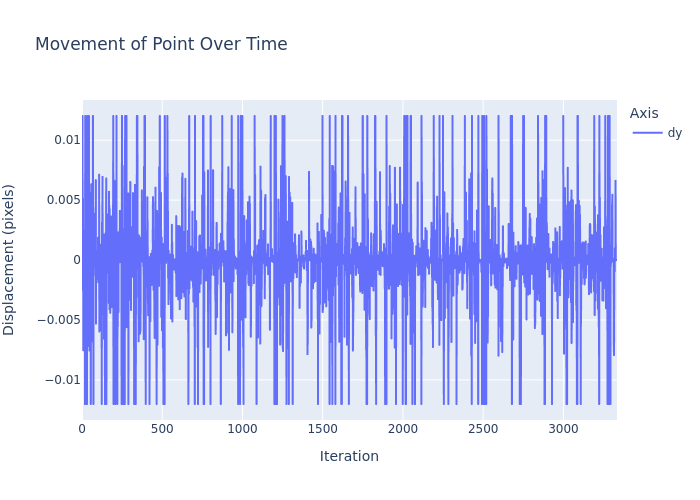 Movement of Point Over Time
Axis
dy
Displacement (pixels)
0.01
0.005
0
−0.005
−0.01
0 500 1000 1500 2000 2500 3000
Iteration